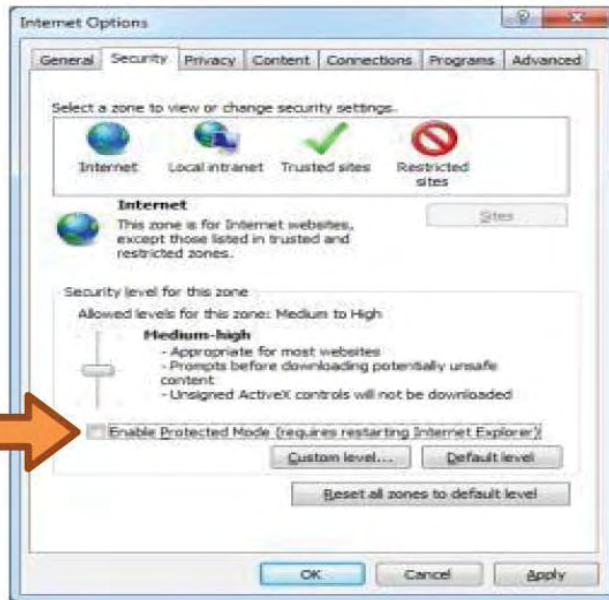 Internet Options
General Security Privacy Content Connections Programs Advanced
Select a zone to view or change security settings.
Internet Local intranet Trusted sites Restricted
sites
Internet
Sites
This zone is for Internet websites,
except those listed in trusted and
restricted zones.
Security level for this zone
Allowed levels for this zone: Medium to High
Medium-high
- Appropriate for most websites
- Prompts before downloading potentially unsafe
content
- Unsigned ActiveX controls will not be downloaded
Enable Protected Mode (requires restarting Internet Explorer)
Custom level... Default level
Reset all zones to default level
OK Cancel Apply